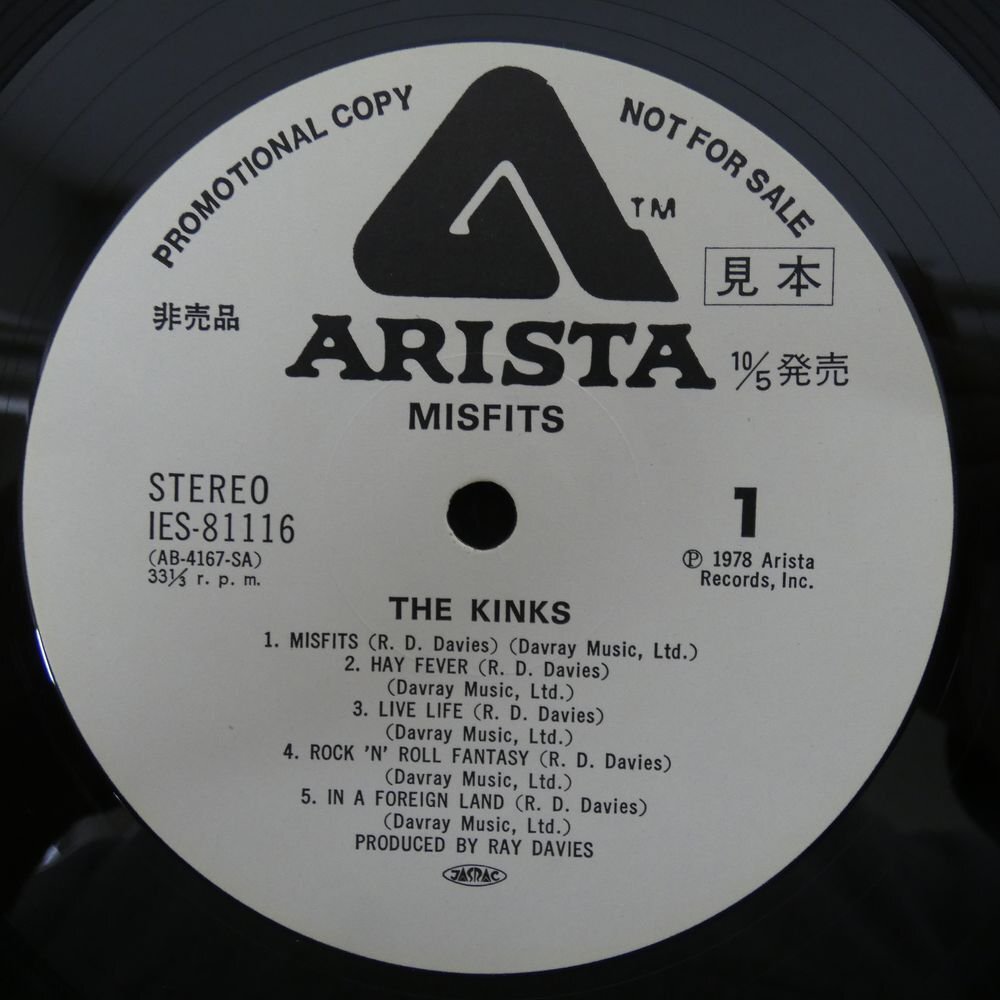 PROMOTIONAL COPY
NOT FOR SALE
TM
見本
非売品
ARISTA
10/5 発売
MISFITS
STEREO
IES-81116
(AB-4167-SA)
33⅓ r. p. m.
1
Ⓟ 1978 Arista
Records, Inc.
THE KINKS
1. MISFITS (R. D. Davies) (Davray Music, Ltd.)
2. HAY FEVER (R. D. Davies)
(Davray Music, Ltd.)
3. LIVE LIFE (R. D. Davies)
(Davray Music, Ltd.)
4. ROCK 'N' ROLL FANTASY (R. D. Davies)
(Davray Music, Ltd.)
5. IN A FOREIGN LAND (R. D. Davies)
(Davray Music, Ltd.)
PRODUCED BY RAY DAVIES
JASRAC